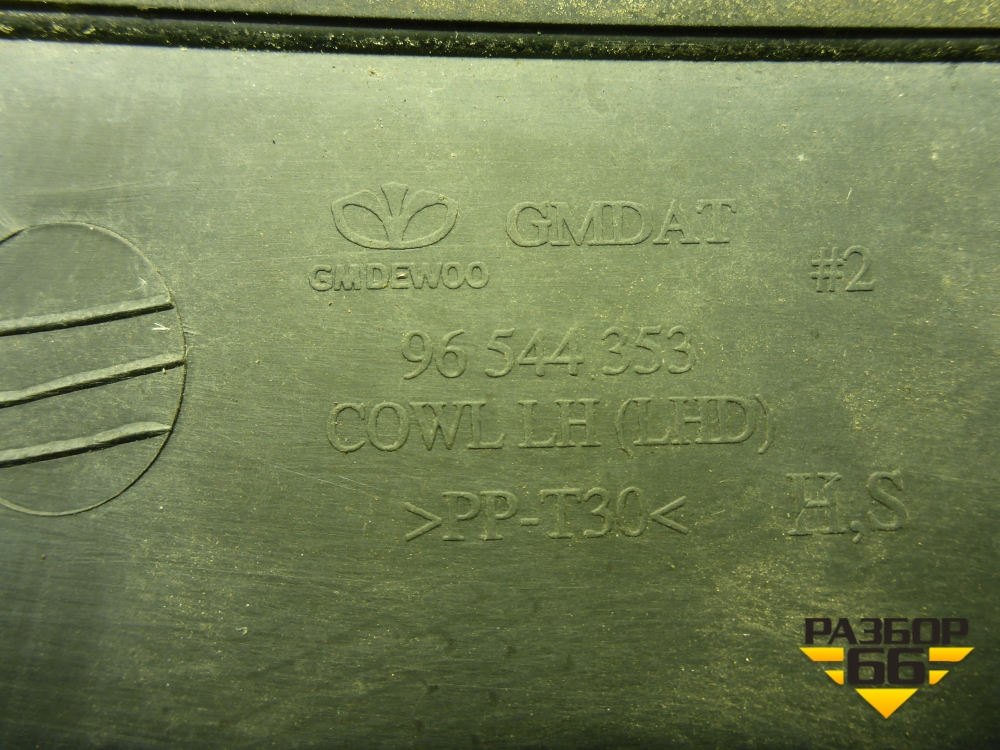 GMDAT
GMDEWOO
#2
96 544 353
COWL LH (LHD)
>PP-T30<
H,S
РАЗБОР
66